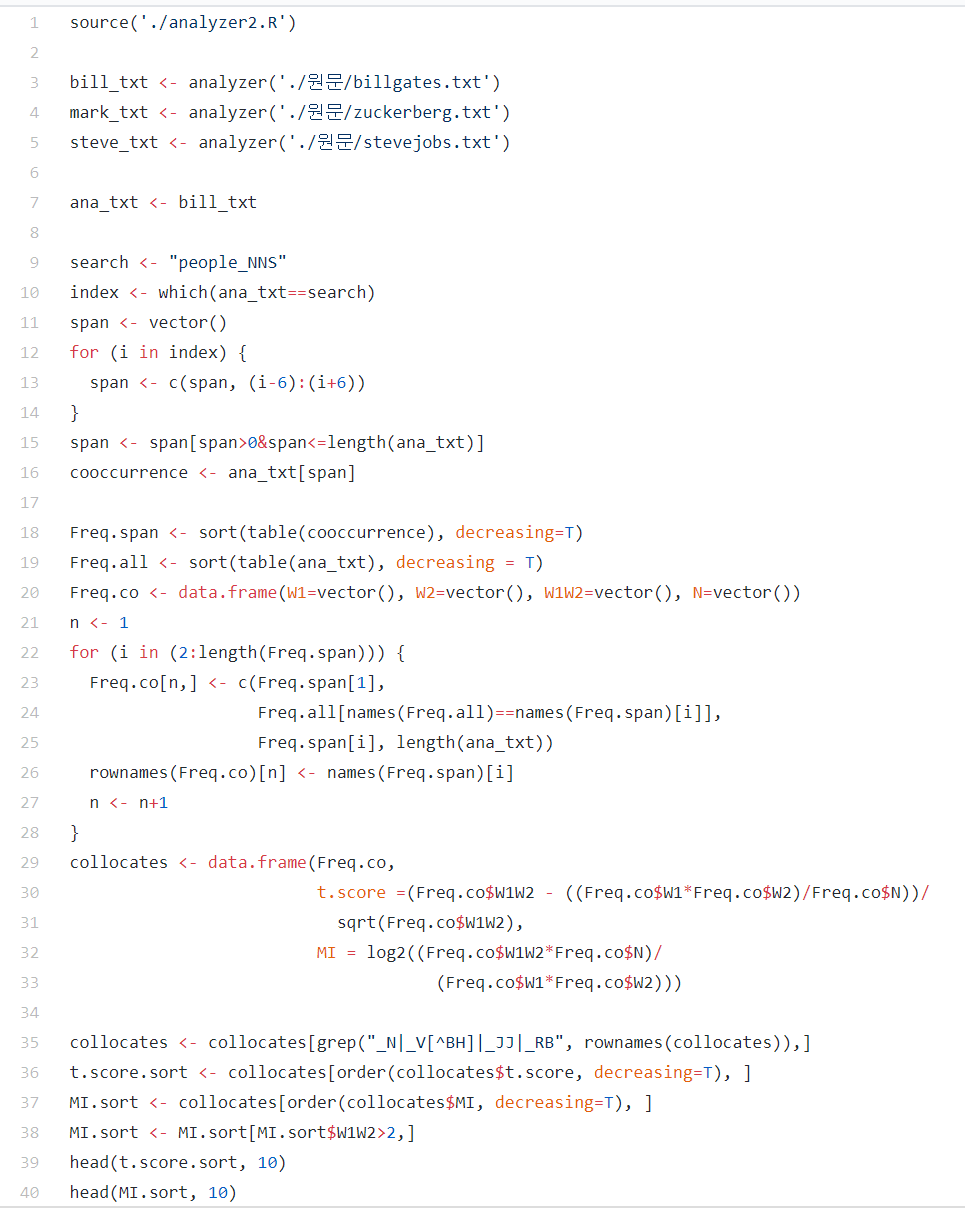 1 source('./analyzer2.R')
2
3 bill_txt <- analyzer('./원문/billgates.txt')
4 mark_txt <- analyzer('./원문/zuckerberg.txt')
5 steve_txt <- analyzer('./원문/stevejobs.txt')
6
7 ana_txt <- bill_txt
8
9 search <- "people_NNS"
10 index <- which(ana_txt==search)
11 span <- vector()
12 for (i in index) {
13   span <- c(span, (i-6):(i+6))
14 }
15 span <- span[span>0&span<=length(ana_txt)]
16 cooccurrence <- ana_txt[span]
17
18 Freq.span <- sort(table(cooccurrence), decreasing=T)
19 Freq.all <- sort(table(ana_txt), decreasing = T)
20 Freq.co <- data.frame(W1=vector(), W2=vector(), W1W2=vector(), N=vector())
21 n <- 1
22 for (i in (2:length(Freq.span))) {
23   Freq.co[n,] <- c(Freq.span[1],
24                    Freq.all[names(Freq.all)==names(Freq.span)[i]],
25                    Freq.span[i], length(ana_txt))
26   rownames(Freq.co)[n] <- names(Freq.span)[i]
27   n <- n+1
28 }
29 collocates <- data.frame(Freq.co,
30                          t.score =(Freq.co$W1W2 - ((Freq.co$W1*Freq.co$W2)/Freq.co$N))/
31                            sqrt(Freq.co$W1W2),
32                          MI = log2((Freq.co$W1W2*Freq.co$N)/
33                                      (Freq.co$W1*Freq.co$W2)))
34
35 collocates <- collocates[grep("_N|_V[^BH]|_JJ|_RB", rownames(collocates)),]
36 t.score.sort <- collocates[order(collocates$t.score, decreasing=T), ]
37 MI.sort <- collocates[order(collocates$MI, decreasing=T), ]
38 MI.sort <- MI.sort[MI.sort$W1W2>2,]
39 head(t.score.sort, 10)
40 head(MI.sort, 10)